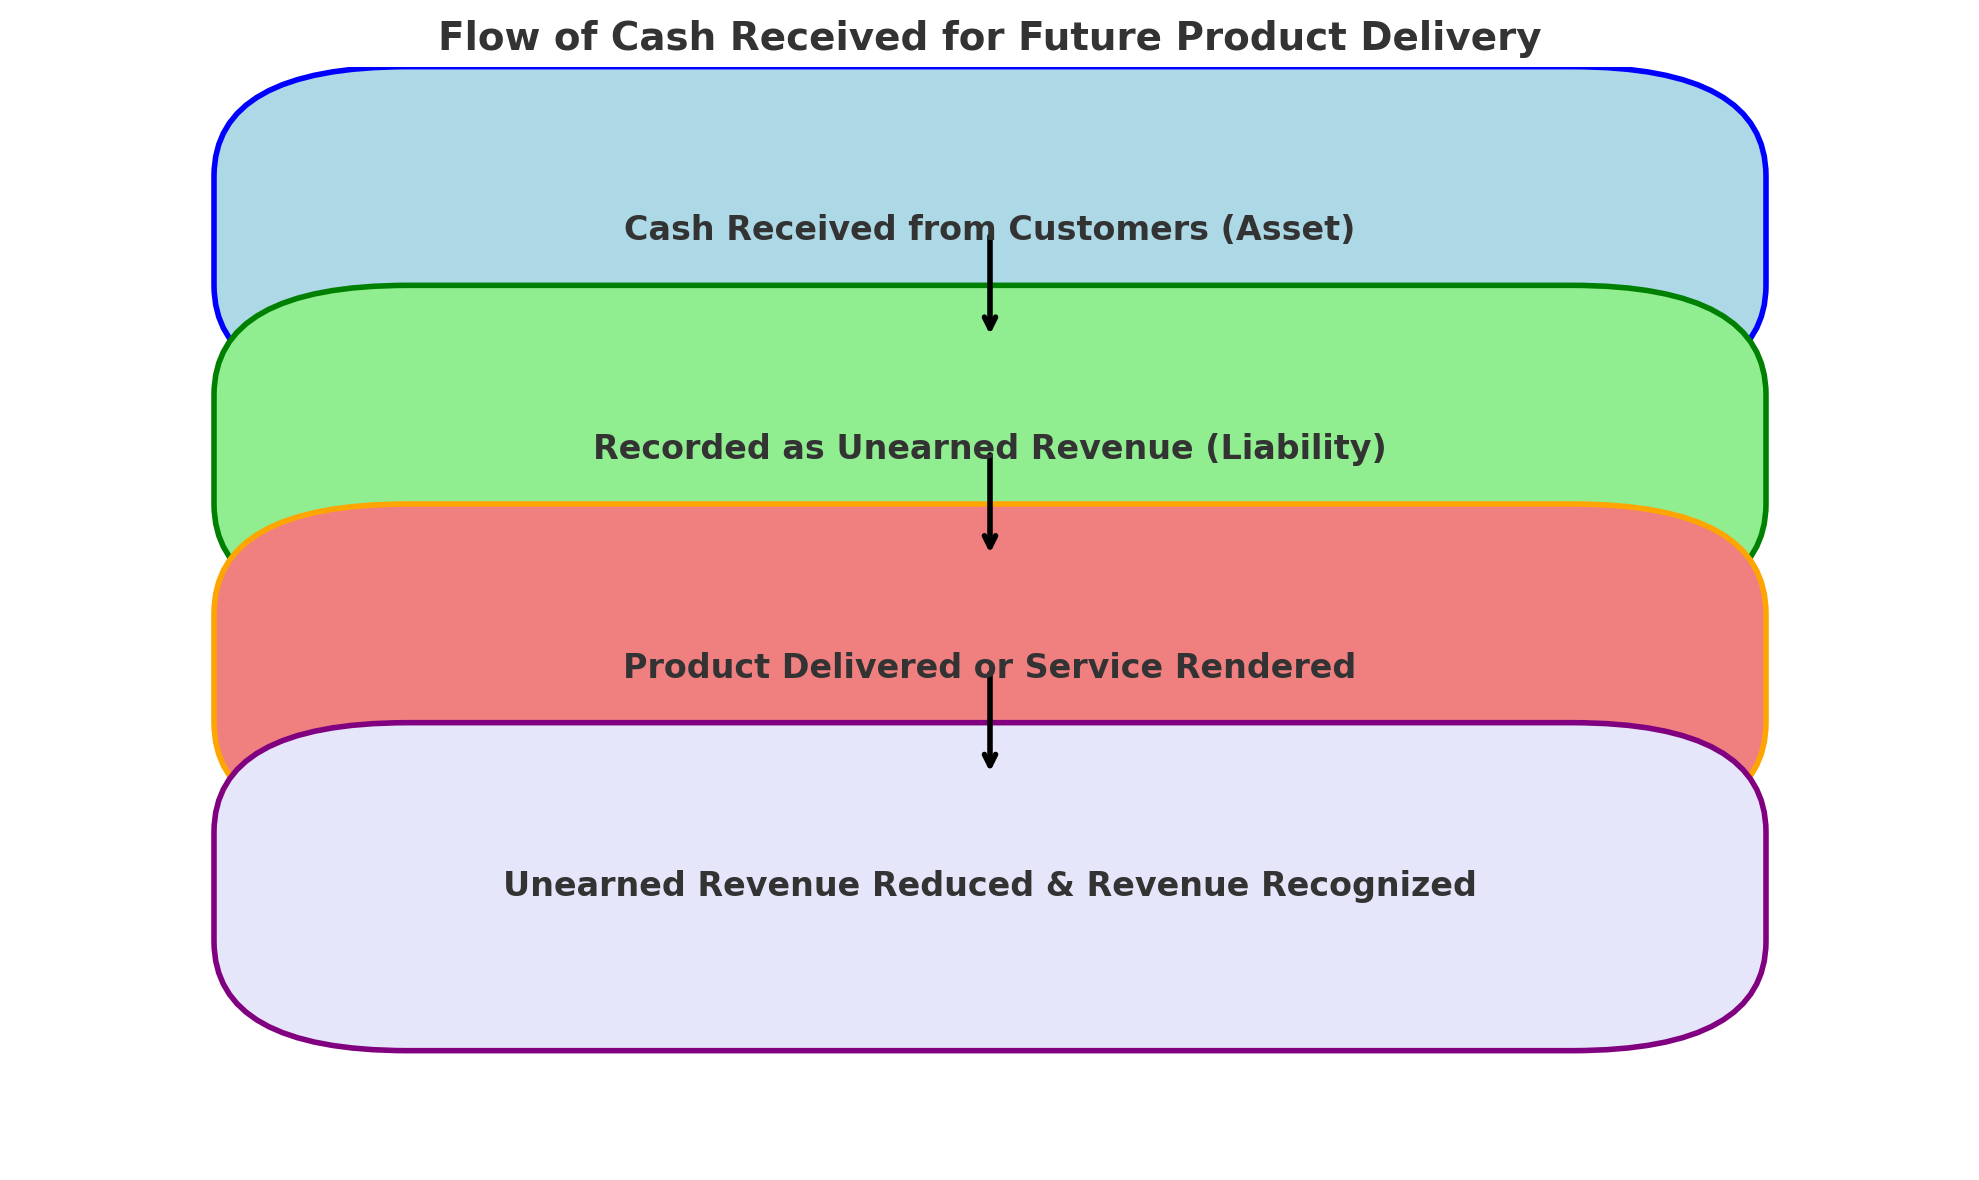 Flow of Cash Received for Future Product Delivery
Cash Received from Customers (Asset)
Recorded as Unearned Revenue (Liability)
Product Delivered or Service Rendered
Unearned Revenue Reduced & Revenue Recognized